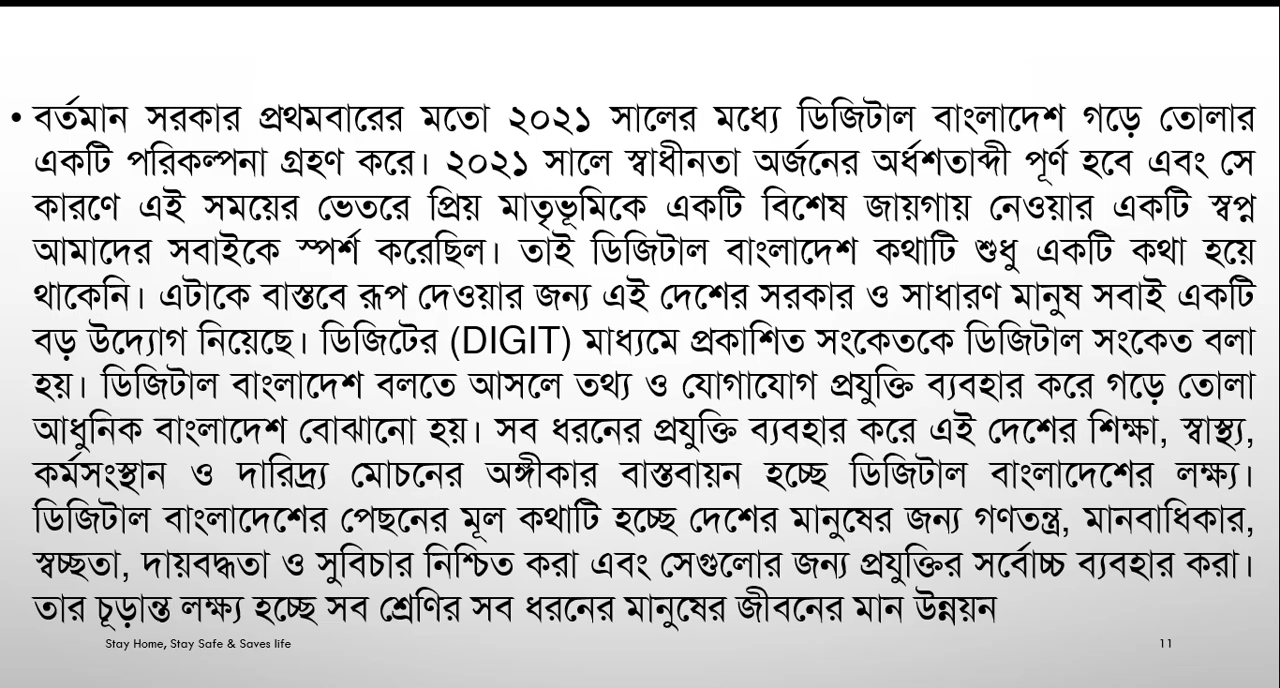 • বর্তমান সরকার প্রথমবারের মতো ২০২১ সালের মধ্যে ডিজিটাল বাংলাদেশ গড়ে তোলার
একটি পরিকল্পনা গ্রহণ করে। ২০২১ সালে স্বাধীনতা অর্জনের অর্ধশতাব্দী পূর্ণ হবে এবং সে
কারণে এই সময়ের ভেতরে প্রিয় মাতৃভূমিকে একটি বিশেষ জায়গায় নেওয়ার একটি স্বপ্ন
আমাদের সবাইকে স্পর্শ করেছিল। তাই ডিজিটাল বাংলাদেশ কথাটি শুধু একটি কথা হয়ে
থাকেনি। এটাকে বাস্তবে রূপ দেওয়ার জন্য এই দেশের সরকার ও সাধারণ মানুষ সবাই একটি
বড় উদ্যোগ নিয়েছে। ডিজিটের (DIGIT) মাধ্যমে প্রকাশিত সংকেতকে ডিজিটাল সংকেত বলা
হয়। ডিজিটাল বাংলাদেশ বলতে আসলে তথ্য ও যোগাযোগ প্রযুক্তি ব্যবহার করে গড়ে তোলা
আধুনিক বাংলাদেশ বোঝানো হয়। সব ধরনের প্রযুক্তি ব্যবহার করে এই দেশের শিক্ষা, স্বাস্থ্য,
কর্মসংস্থান ও দারিদ্র্য মোচনের অঙ্গীকার বাস্তবায়ন হচ্ছে ডিজিটাল বাংলাদেশের লক্ষ্য।
ডিজিটাল বাংলাদেশের পেছনের মূল কথাটি হচ্ছে দেশের মানুষের জন্য গণতন্ত্র, মানবাধিকার,
স্বচ্ছতা, দায়বদ্ধতা ও সুবিচার নিশ্চিত করা এবং সেগুলোর জন্য প্রযুক্তির সর্বোচ্চ ব্যবহার করা।
তার চূড়ান্ত লক্ষ্য হচ্ছে সব শ্রেণির সব ধরনের মানুষের জীবনের মান উন্নয়ন
Stay Home, Stay Safe & Saves life
11